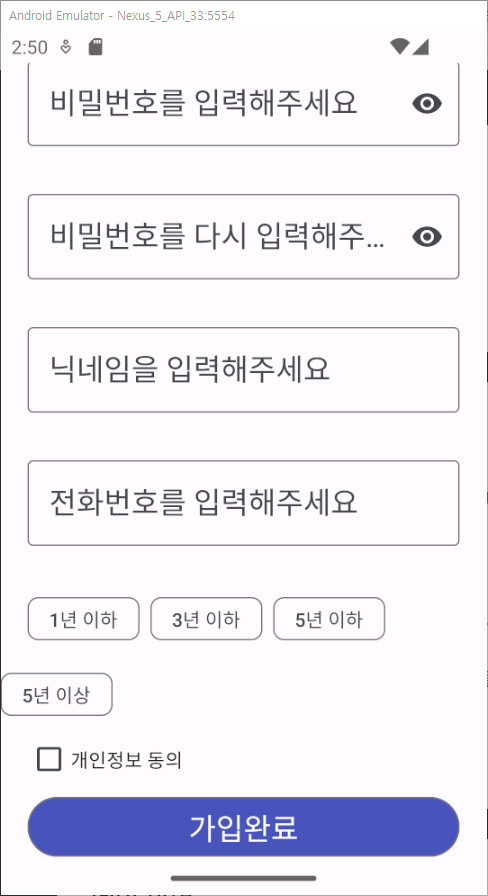 Android Emulator - Nexus_5_API_33:5554
2:50
비밀번호를 입력해주세요
비밀번호를 다시 입력해주...
닉네임을 입력해주세요
전화번호를 입력해주세요
1년 이하 3년 이하 5년 이하
5년 이상
개인정보 동의
가입완료